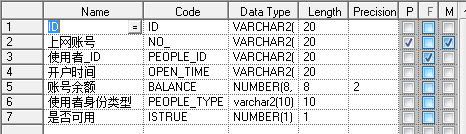 Name Code Data Type Length Precision P F M
1 ID = ID VARCHAR2( 20
2 上网账号 NO_ VARCHAR2( 20
3 使用者_ID PEOPLE_ID VARCHAR2( 20
4 开户时间 OPEN_TIME VARCHAR2( 20
5 账号余额 BALANCE NUMBER(8, 8 2
6 使用者身份类型 PEOPLE_TYPE varchar2(10) 10
7 是否可用 ISTRUE NUMBER(1) 1